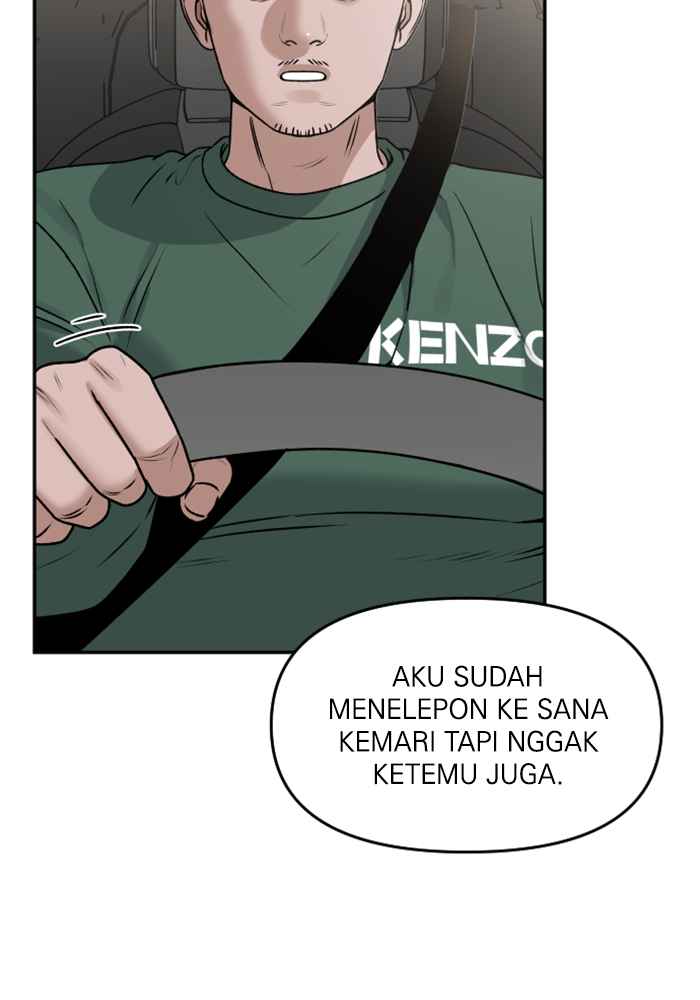 KENZO
AKU SUDAH
MENELEPON KE SANA
KEMARI TAPI NGGAK
KETEMU JUGA.